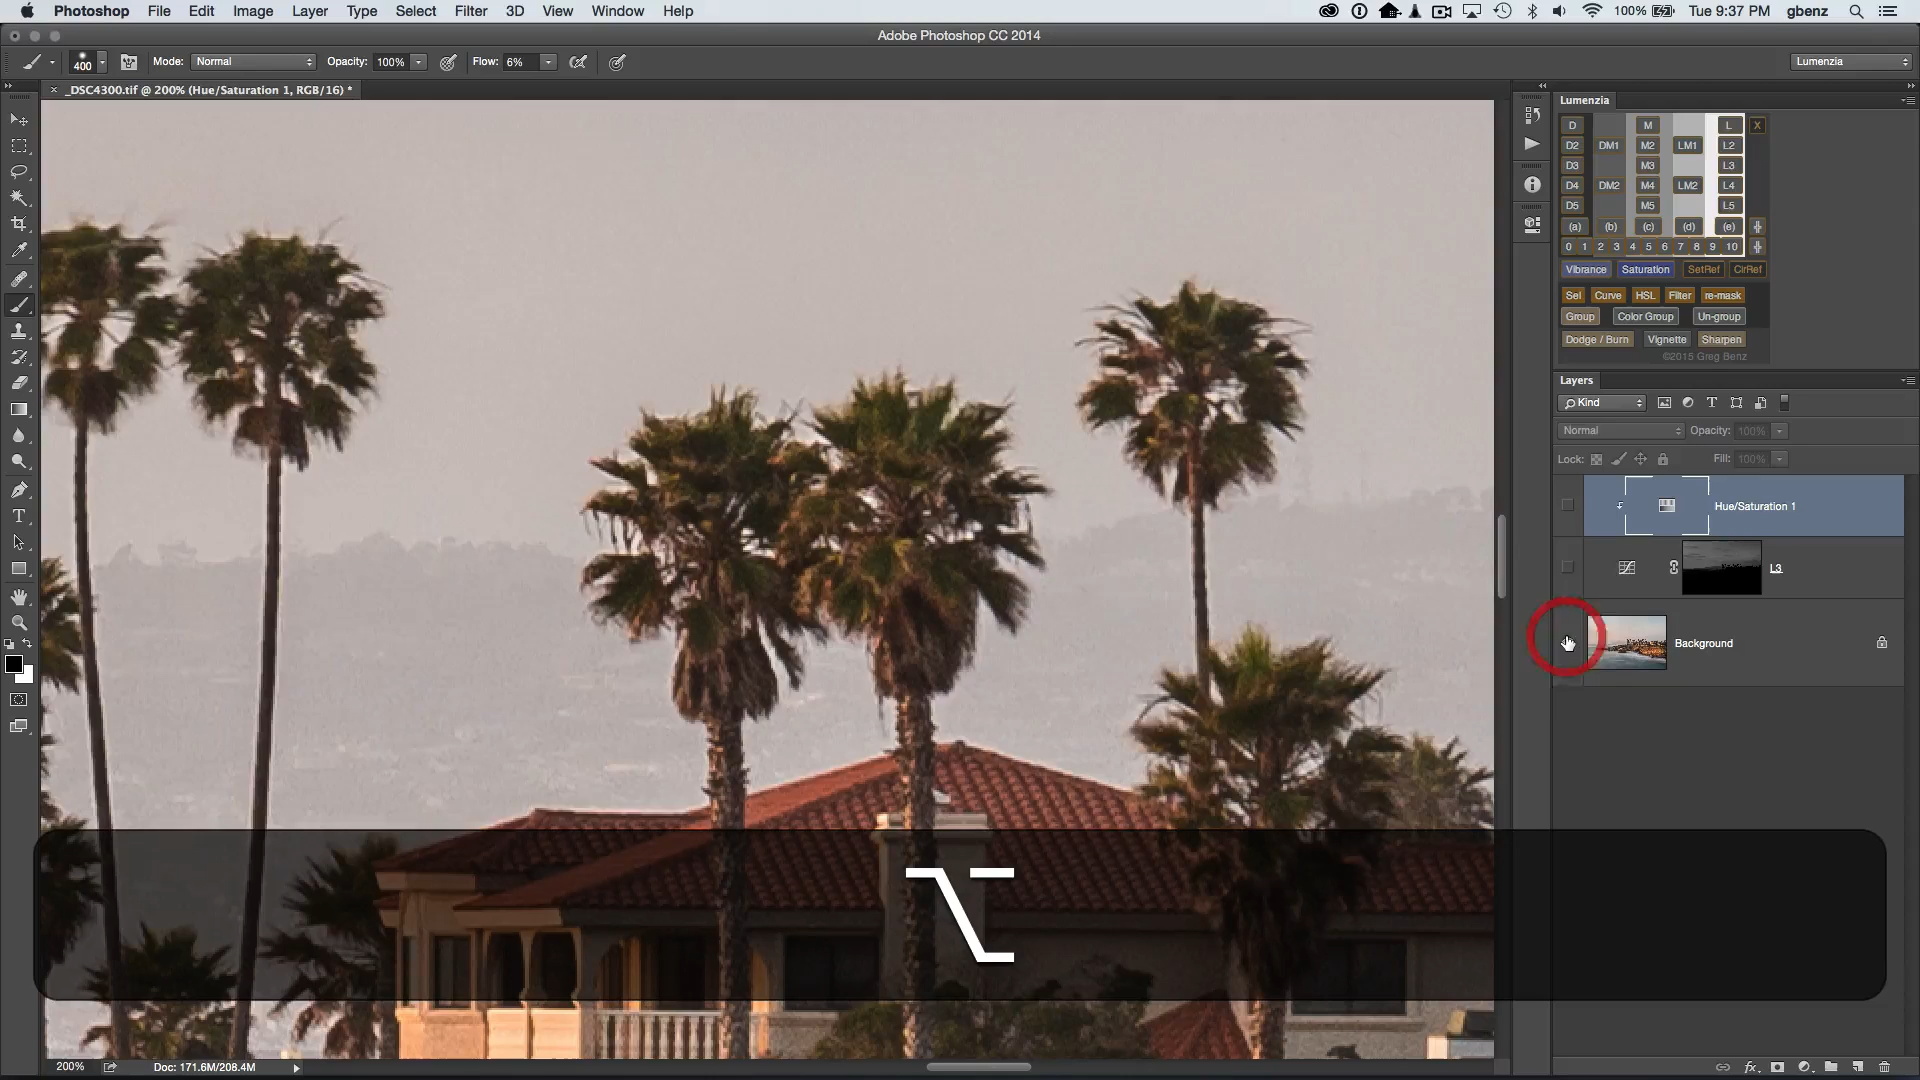 Photoshop File Edit Image Layer Type Select Filter 3D View Window Help 100% Tue 9:37 PM gbenz
Adobe Photoshop CC 2014
400 Mode: Normal Opacity: 100% Flow: 6% Lumenzia
× _DSC4300.tif @ 200% (Hue/Saturation 1, RGB/16) *
Lumenzia
D M L X
D2 DM1 M2 LM1 L2
D3 M3 L3
D4 DM2 M4 LM2 L4
D5 M5 L5
(a) (b) (c) (d) (e)
0 1 2 3 4 5 6 7 8 9 10
Vibrance Saturation SetRef ClrRef
Sel Curve HSL Filter re-mask
Group Color Group Un-group
Dodge / Burn Vignette Sharpen
©2015 Greg Benz
Layers
Kind
Normal Opacity: 100%
Lock: Fill: 100%
Hue/Saturation 1
L3
Background
200% Doc: 171.6M/208.4M